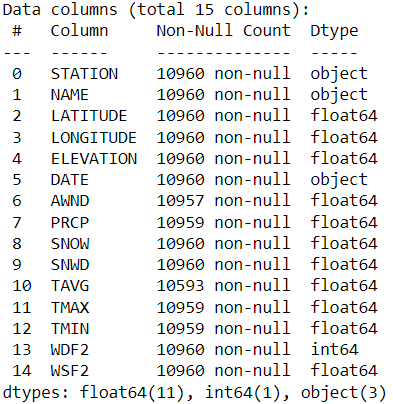 Data columns (total 15 columns):
 #   Column     Non-Null Count  Dtype
---  ------     --------------  -----
 0   STATION    10960 non-null  object
 1   NAME       10960 non-null  object
 2   LATITUDE   10960 non-null  float64
 3   LONGITUDE  10960 non-null  float64
 4   ELEVATION  10960 non-null  float64
 5   DATE       10960 non-null  object
 6   AWND       10957 non-null  float64
 7   PRCP       10959 non-null  float64
 8   SNOW       10960 non-null  float64
 9   SNWD       10960 non-null  float64
 10  TAVG       10593 non-null  float64
 11  TMAX       10959 non-null  float64
 12  TMIN       10959 non-null  float64
 13  WDF2       10960 non-null  int64
 14  WSF2       10960 non-null  float64
dtypes: float64(11), int64(1), object(3)